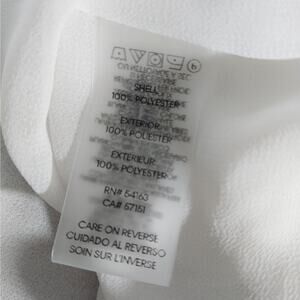 SHELL
100% POLYESTER
EXTERIOR
100% POLIESTER
EXTERIEUR
100% POLYESTER
RN# 54163
CA# 57151
CARE ON REVERSE
CUIDADO AL REVERSO
SOIN SUR L'INVERSE